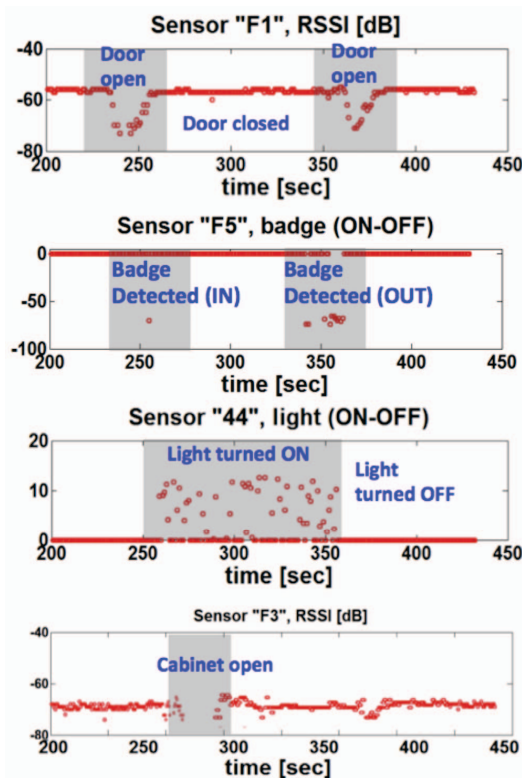 Sensor "F1", RSSI [dB]
-40
Door
open
Door
open
-60
Door closed
-80
200 250 300 350 400 450
time [sec]
Sensor "F5", badge (ON-OFF)
0
Badge
Detected (IN)
Badge
Detected (OUT)
-50
-100
200 250 300 350 400 450
time [sec]
Sensor "44", light (ON-OFF)
20
Light turned ON
Light
turned OFF
10
0
200 250 300 350 400 450
time [sec]
Sensor "F3", RSSI [dB]
-40
Cabinet open
-60
-80
200 250 300 350 400 450
time [sec]